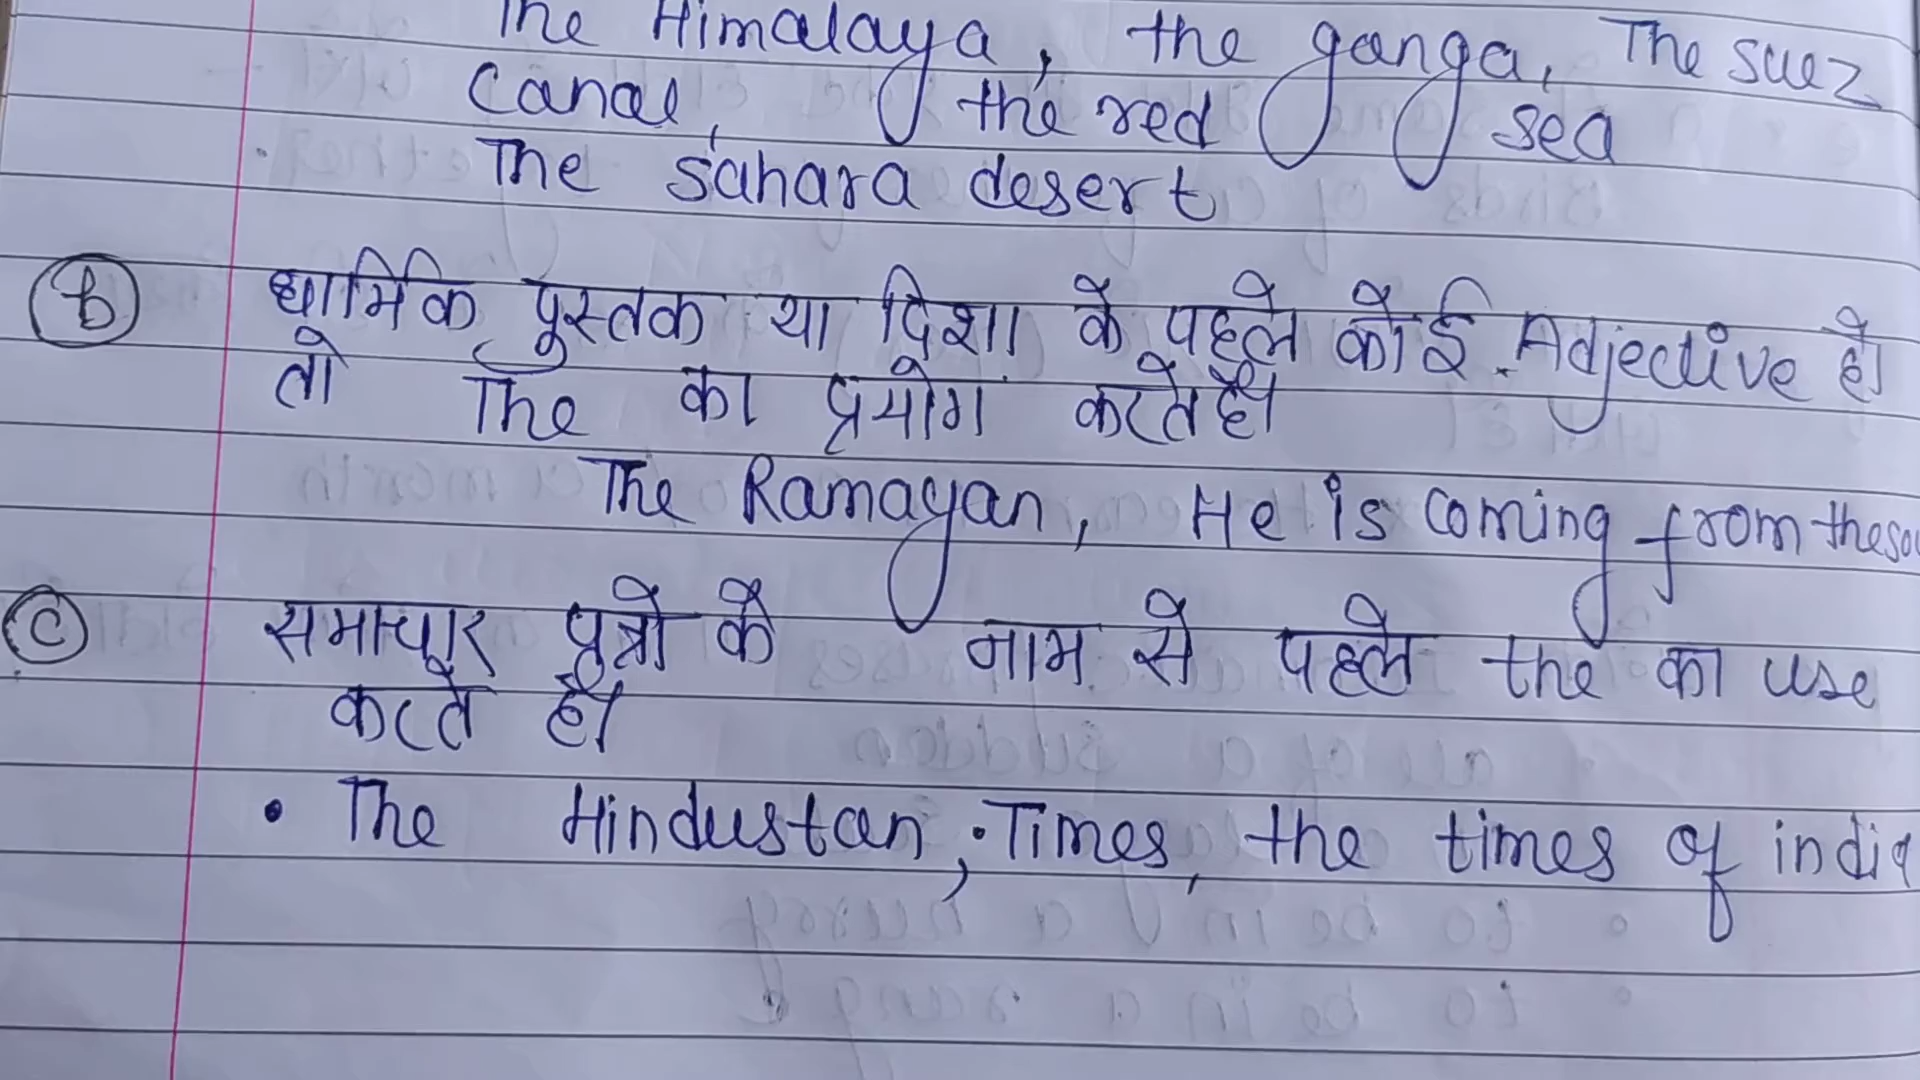 The Himalaya, the ganga, The suez
Canal, the red sea
The sahara desert
(b) धार्मिक पुस्तक या दिशा के पहले कोई Adjective हो
तो The का प्रयोग करते है।
The Ramayan, He is coming from the
(c) समाचार पत्रो के नाम से पहले the का use
करते है।
• The Hindustan, •Times, the times of india